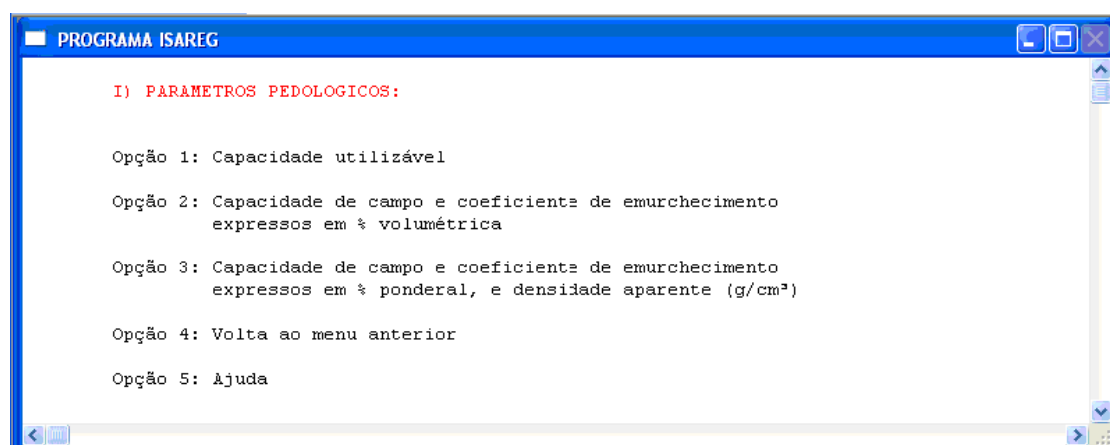 PROGRAMA ISAREG
I) PARAMETROS PEDOLOGICOS:
Opção 1: Capacidade utilizável
Opção 2: Capacidade de campo e coeficiente de emurchecimento
expressos em % volumétrica
Opção 3: Capacidade de campo e coeficiente de emurchecimento
expressos em % ponderal, e densidade aparente (g/cm³)
Opção 4: Volta ao menu anterior
Opção 5: Ajuda